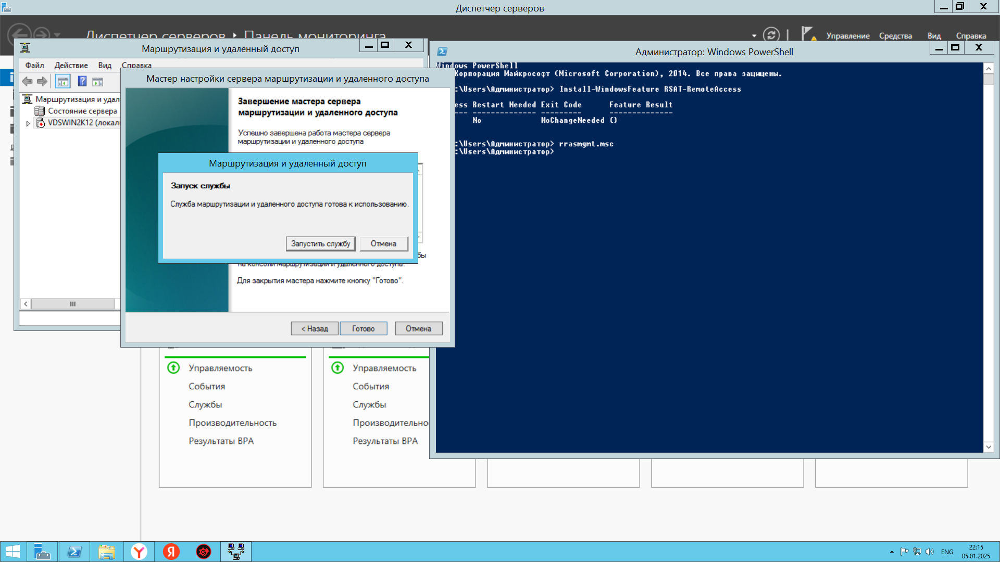 Диспетчер серверов
Диспетчер серверов ‣ Панель мониторинга
Управление
Средства
Вид
Справка
Маршрутизация и удаленный доступ
Файл
Действие
Вид
Справка
Маршрутизация и удал
Состояние сервера
VDSWIN2K12 (локал
Мастер настройки сервера маршрутизации и удаленного доступа
Завершение мастера сервера
маршрутизации и удаленного доступа
Успешно завершена работа мастера сервера
маршрутизации и удаленного доступа
Маршрутизация и удаленный доступ
Запуск службы
Служба маршрутизации и удаленного доступа готова к использованию.
Запустить службу
Отмена
бы
на консоли маршрутизации и удаленного доступа.
Для закрытия мастера нажмите кнопку "Готово".
< Назад
Готово
Отмена
Администратор: Windows PowerShell
Windows PowerShell
Корпорация Майкрософт (Microsoft Corporation), 2014. Все права защищены.
:\Users\Администратор> Install-WindowsFeature RSAT-RemoteAccess
ess Restart Needed Exit Code Feature Result
--- -------------- --------- --------------
No NoChangeNeeded {}
:\Users\Администратор> rrasmgmt.msc
:\Users\Администратор>
Управляемость
События
Службы
Производительность
Результаты BPA
Управляемость
События
Службы
Производительно
Результаты BPA
ENG
22:15
05.01.2025